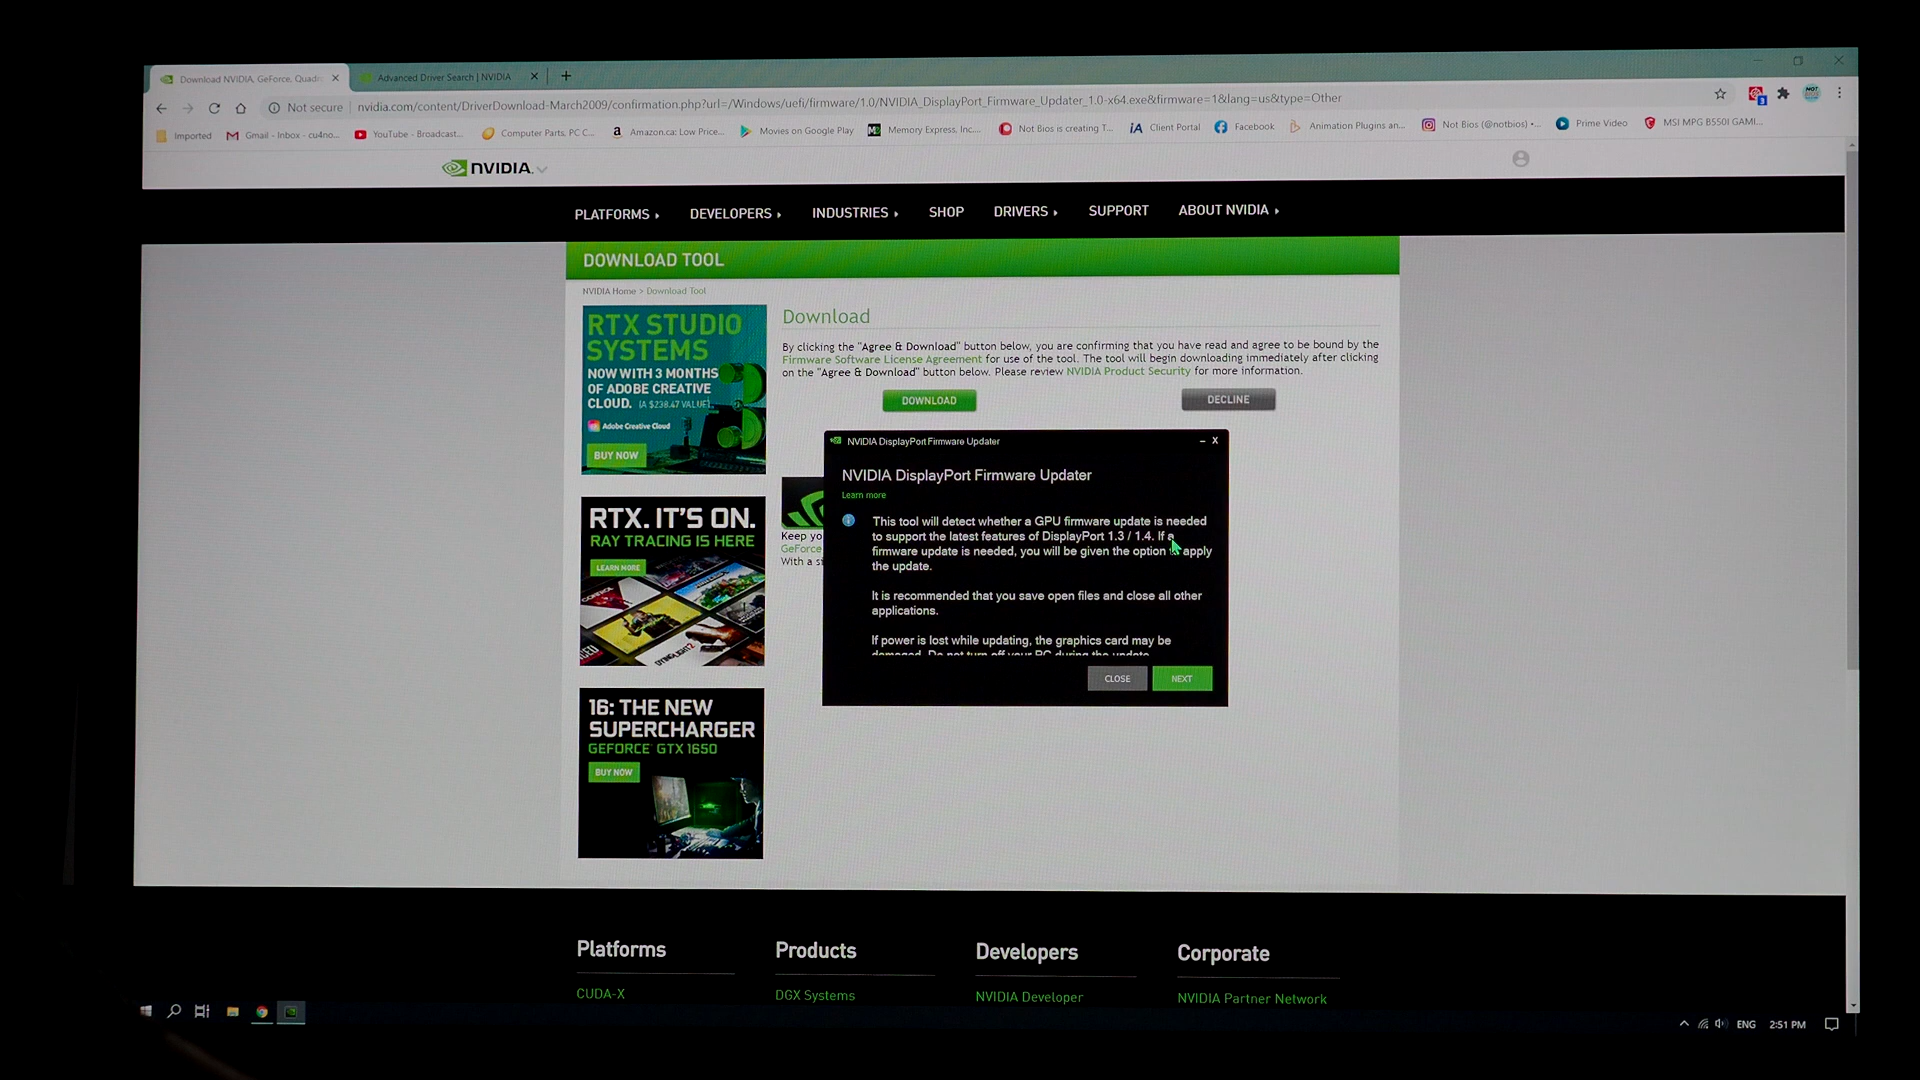 Download NVIDIA, GeForce, Quadr
Advanced Driver Search | NVIDIA
Not secure | nvidia.com/content/DriverDownload-March2009/confirmation.php?url=/Windows/uefi/firmware/1.0/NVIDIA_DisplayPort_Firmware_Updater_1.0-x64.exe&firmware=1&lang=us&type=Other
Imported
Gmail - Inbox - cu4no...
YouTube - Broadcast...
Computer Parts, PC C...
Amazon.ca: Low Price...
Movies on Google Play
Memory Express, Inc....
Not Bios is creating T...
Client Portal
Facebook
Animation Plugins an...
Not Bios (@notbios) •...
Prime Video
MSI MPG B550I GAMI...
NVIDIA.
PLATFORMS
DEVELOPERS
INDUSTRIES
SHOP
DRIVERS
SUPPORT
ABOUT NVIDIA
DOWNLOAD TOOL
NVIDIA Home > Download Tool
RTX STUDIO
SYSTEMS
NOW WITH 3 MONTHS
OF ADOBE CREATIVE
CLOUD. (A $238.47 VALUE).
Adobe Creative Cloud
BUY NOW
Download
By clicking the "Agree & Download" button below, you are confirming that you have read and agree to be bound by the
Firmware Software License Agreement for use of the tool. The tool will begin downloading immediately after clicking
on the "Agree & Download" button below. Please review NVIDIA Product Security for more information.
DOWNLOAD
DECLINE
Keep yo
GeForce
With a si
NVIDIA DisplayPort Firmware Updater
NVIDIA DisplayPort Firmware Updater
Learn more
This tool will detect whether a GPU firmware update is needed
to support the latest features of DisplayPort 1.3 / 1.4. If a
firmware update is needed, you will be given the option apply
the update.
It is recommended that you save open files and close all other
applications.
If power is lost while updating, the graphics card may be
damaged. Do not turn off your PC during the update.
CLOSE
NEXT
RTX. IT'S ON.
RAY TRACING IS HERE
LEARN MORE
CONTROL
DYING LIGHT 2
16: THE NEW
SUPERCHARGER
GEFORCE GTX 1650
BUY NOW
Platforms
Products
Developers
Corporate
CUDA-X
DGX Systems
NVIDIA Developer
NVIDIA Partner Network
ENG
2:51 PM